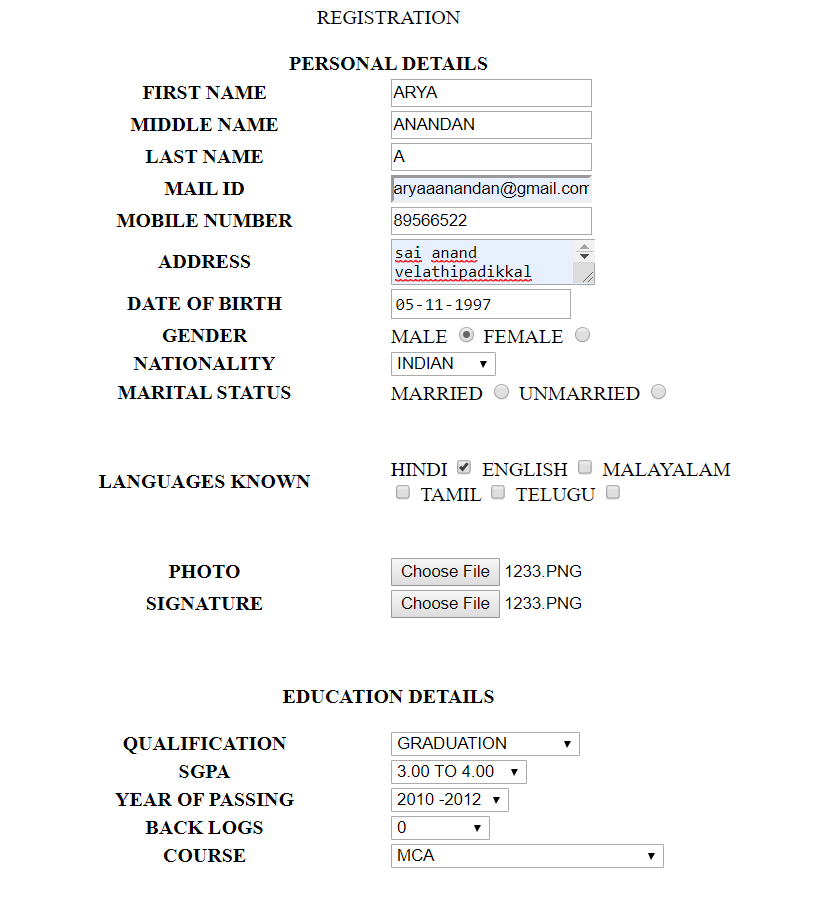 REGISTRATION
PERSONAL DETAILS
FIRST NAME ARYA
MIDDLE NAME ANANDAN
LAST NAME A
MAIL ID aryaaanandan@gmail.com
MOBILE NUMBER 89566522
ADDRESS sai anand
velathipadikkal
DATE OF BIRTH 05-11-1997
GENDER MALE FEMALE
NATIONALITY INDIAN
MARITAL STATUS MARRIED UNMARRIED
LANGUAGES KNOWN HINDI ENGLISH MALAYALAM
TAMIL TELUGU
PHOTO Choose File 1233.PNG
SIGNATURE Choose File 1233.PNG
EDUCATION DETAILS
QUALIFICATION GRADUATION
SGPA 3.00 TO 4.00
YEAR OF PASSING 2010 -2012
BACK LOGS 0
COURSE MCA